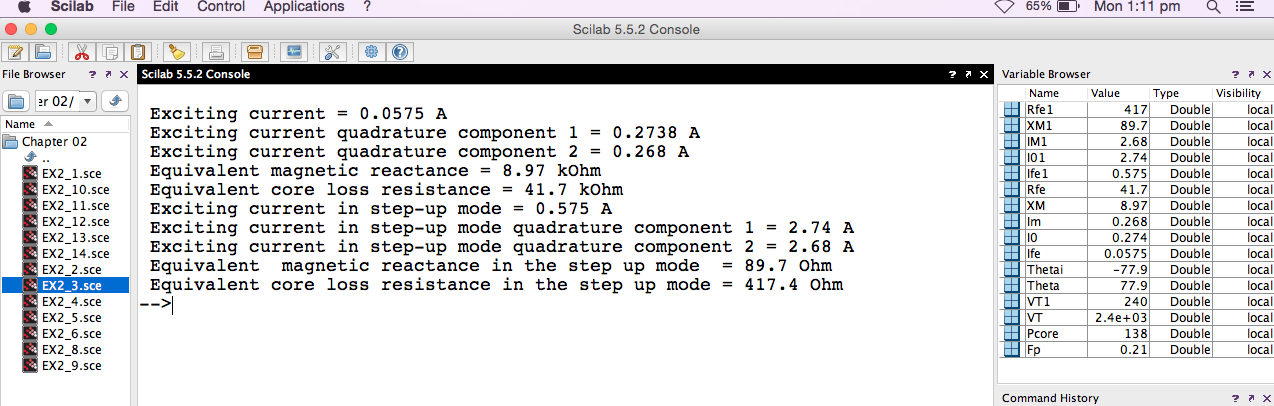 Scilab File Edit Control Applications ? 65% Mon 1:11 pm
Scilab 5.5.2 Console
File Browser ? Scilab 5.5.2 Console ? Variable Browser ?
er 02/
Name
Chapter 02
..
EX2_1.sce
EX2_10.sce
EX2_11.sce
EX2_12.sce
EX2_13.sce
EX2_14.sce
EX2_2.sce
EX2_3.sce
EX2_4.sce
EX2_5.sce
EX2_6.sce
EX2_8.sce
EX2_9.sce
Exciting current = 0.0575 A
Exciting current quadrature component 1 = 0.2738 A
Exciting current quadrature component 2 = 0.268 A
Equivalent magnetic reactance = 8.97 kOhm
Equivalent core loss resistance = 41.7 kOhm
Exciting current in step-up mode = 0.575 A
Exciting current in step-up mode quadrature component 1 = 2.74 A
Exciting current in step-up mode quadrature component 2 = 2.68 A
Equivalent  magnetic reactance in the step up mode  = 89.7 Ohm
Equivalent core loss resistance in the step up mode = 417.4 Ohm
-->
Name Value Type Visibility
Rfe1 417 Double local
XM1 89.7 Double local
IM1 2.68 Double local
I01 2.74 Double local
Ife1 0.575 Double local
Rfe 41.7 Double local
XM 8.97 Double local
Im 0.268 Double local
I0 0.274 Double local
Ife 0.0575 Double local
Thetai -77.9 Double local
Theta 77.9 Double local
VT1 240 Double local
VT 2.4e+03 Double local
Pcore 138 Double local
Fp 0.21 Double local
Command History ?